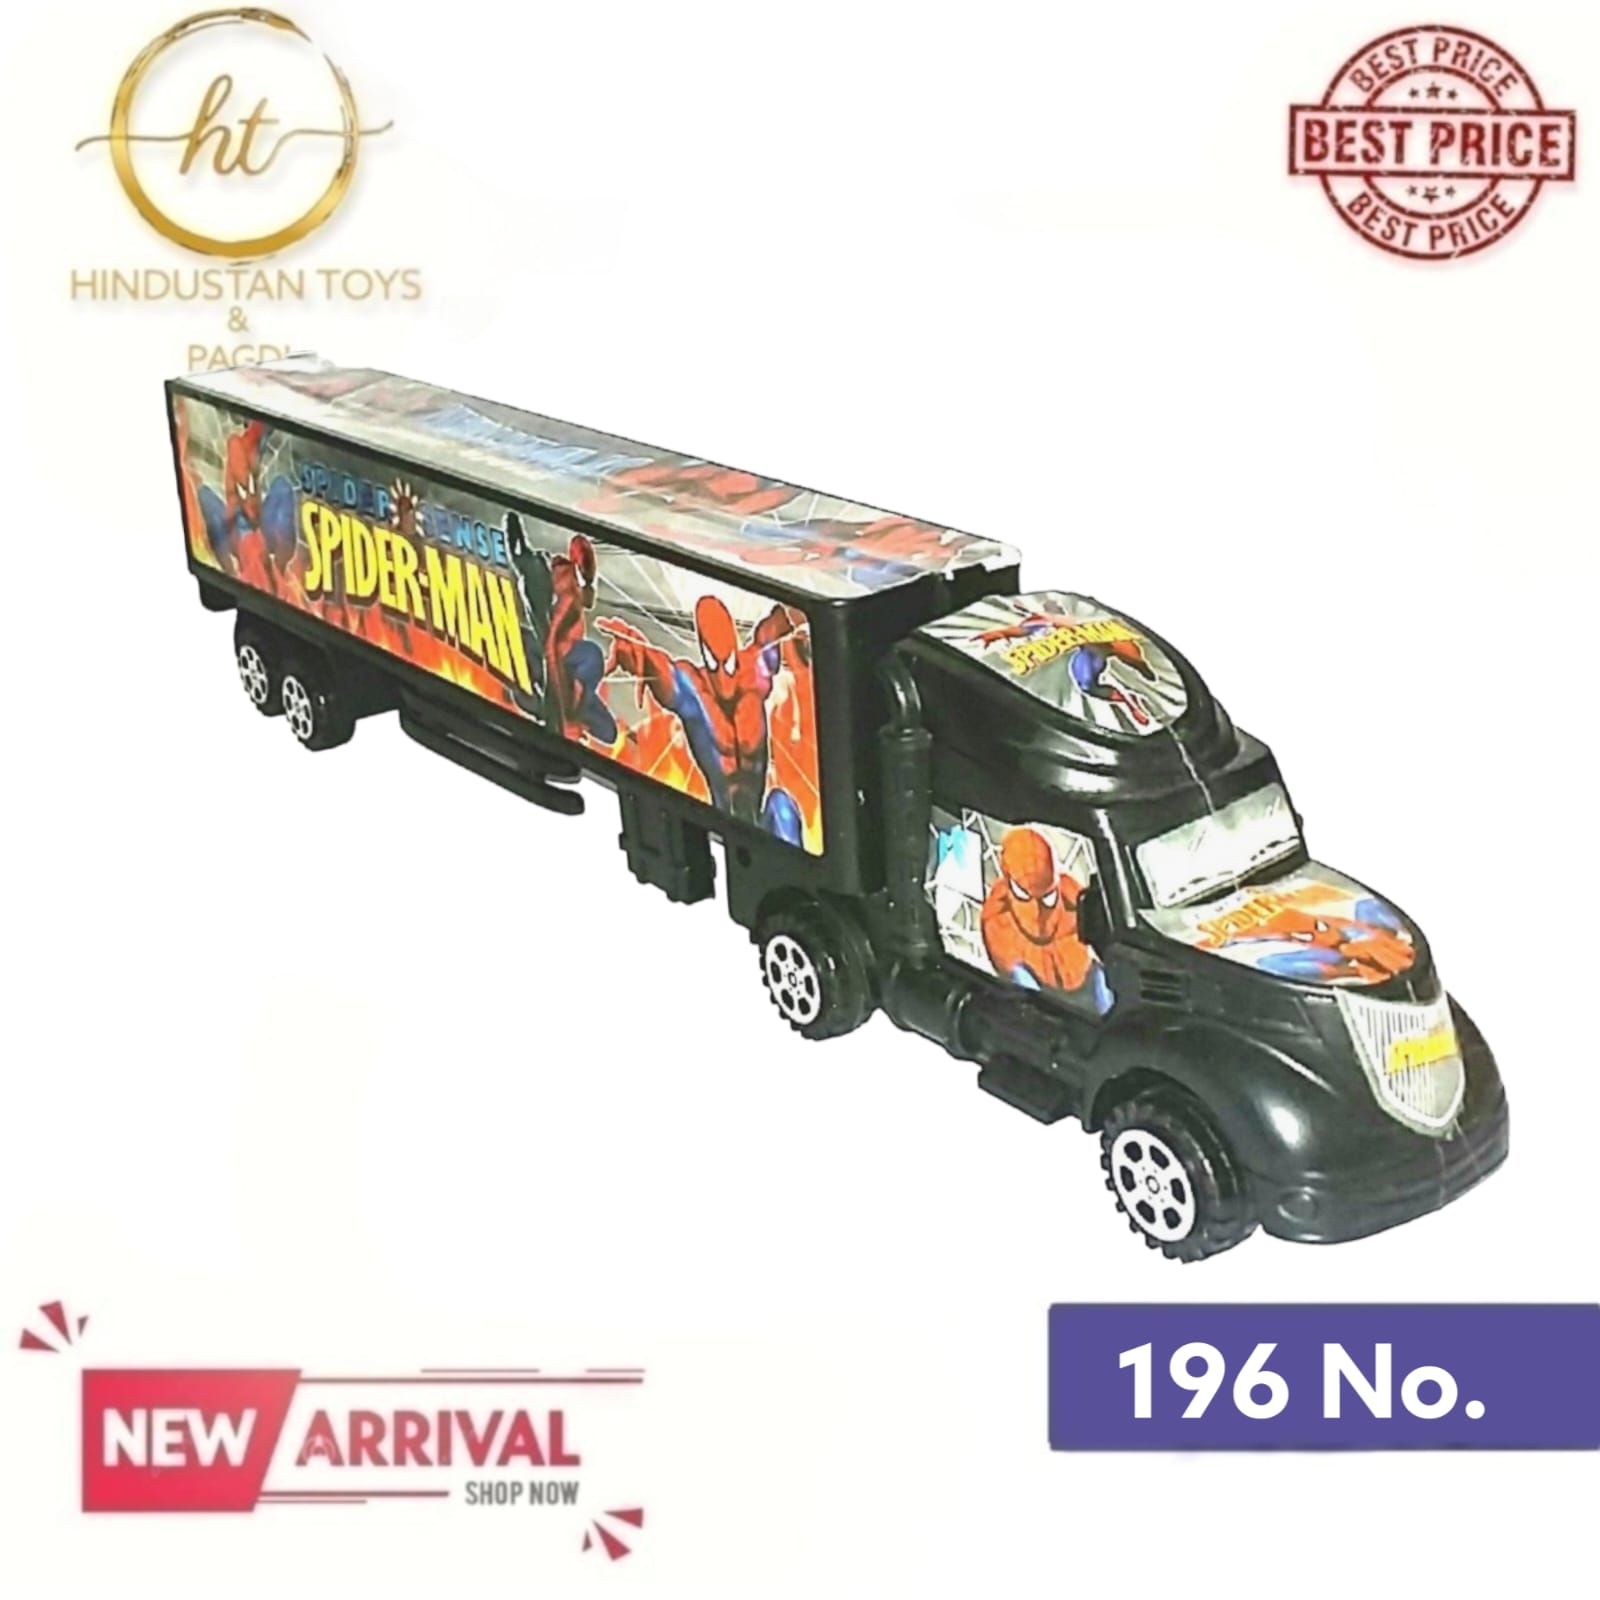 ht
HINDUSTAN TOYS
&
BEST PRICE
BEST PRICE
BEST PRICE
SPIDER SENSE
SPIDER-MAN
SPIDER-MAN
NEW ARRIVAL
SHOP NOW
196 No.